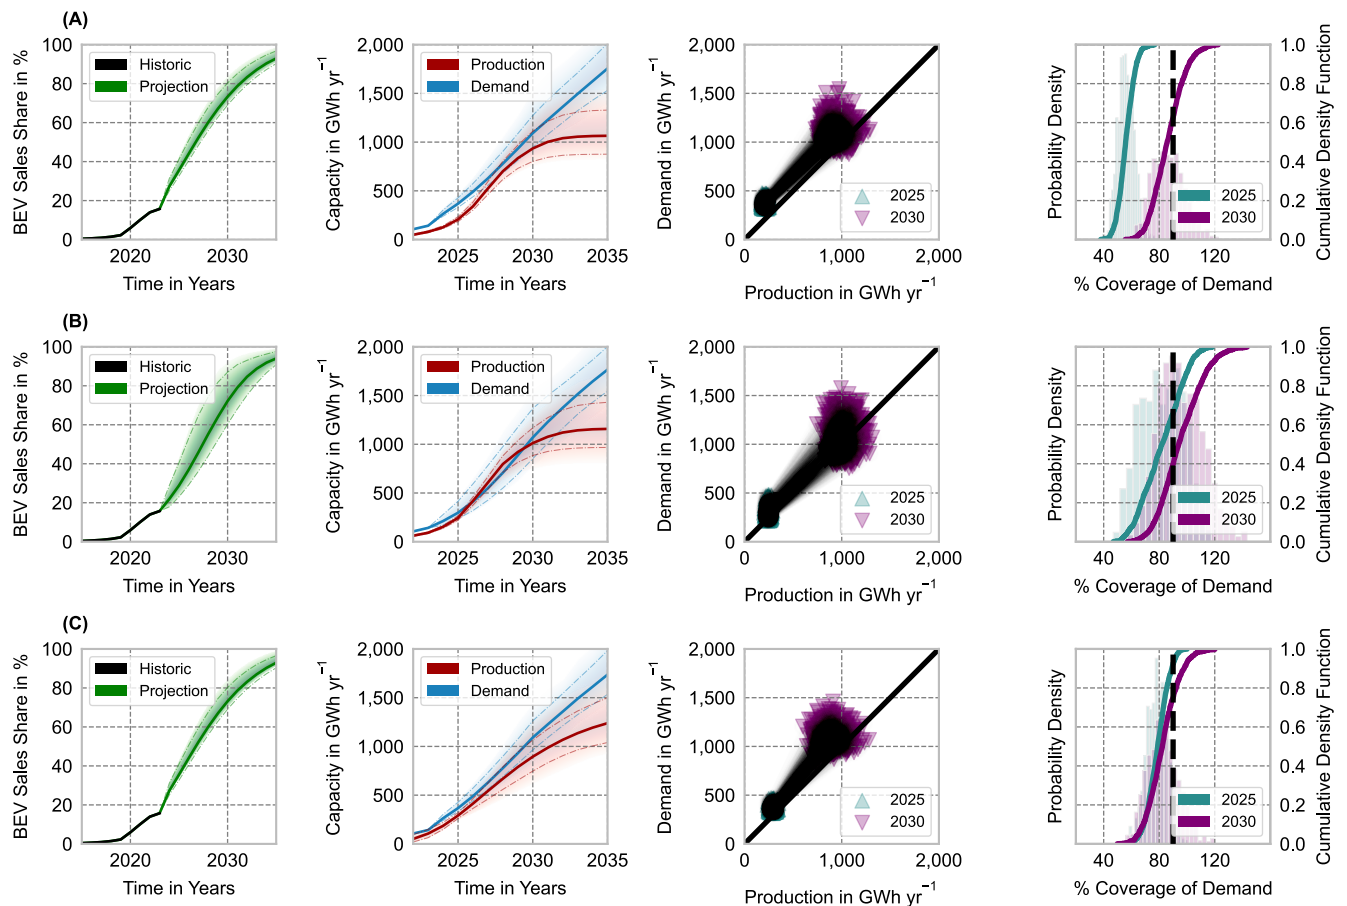 (A)
BEV Sales Share in %
100
80
60
40
20
0
Historic
Projection
2020
2030
Time in Years
Capacity in GWh yr⁻¹
2,000
1,500
1,000
500
0
Production
Demand
2025
2030
2035
Time in Years
Demand in GWh yr⁻¹
2,000
1,500
1,000
500
0
2025
2030
0
1,000
2,000
Production in GWh yr⁻¹
Probability Density
2025
2030
40
80
120
% Coverage of Demand
1.0
0.8
0.6
0.4
0.2
0.0
Cumulative Density Function
(B)
BEV Sales Share in %
100
80
60
40
20
0
Historic
Projection
2020
2030
Time in Years
Capacity in GWh yr⁻¹
2,000
1,500
1,000
500
0
Production
Demand
2025
2030
2035
Time in Years
Demand in GWh yr⁻¹
2,000
1,500
1,000
500
0
2025
2030
0
1,000
2,000
Production in GWh yr⁻¹
Probability Density
2025
2030
40
80
120
% Coverage of Demand
1.0
0.8
0.6
0.4
0.2
0.0
Cumulative Density Function
(C)
BEV Sales Share in %
100
80
60
40
20
0
Historic
Projection
2020
2030
Time in Years
Capacity in GWh yr⁻¹
2,000
1,500
1,000
500
0
Production
Demand
2025
2030
2035
Time in Years
Demand in GWh yr⁻¹
2,000
1,500
1,000
500
0
2025
2030
0
1,000
2,000
Production in GWh yr⁻¹
Probability Density
2025
2030
40
80
120
% Coverage of Demand
1.0
0.8
0.6
0.4
0.2
0.0
Cumulative Density Function